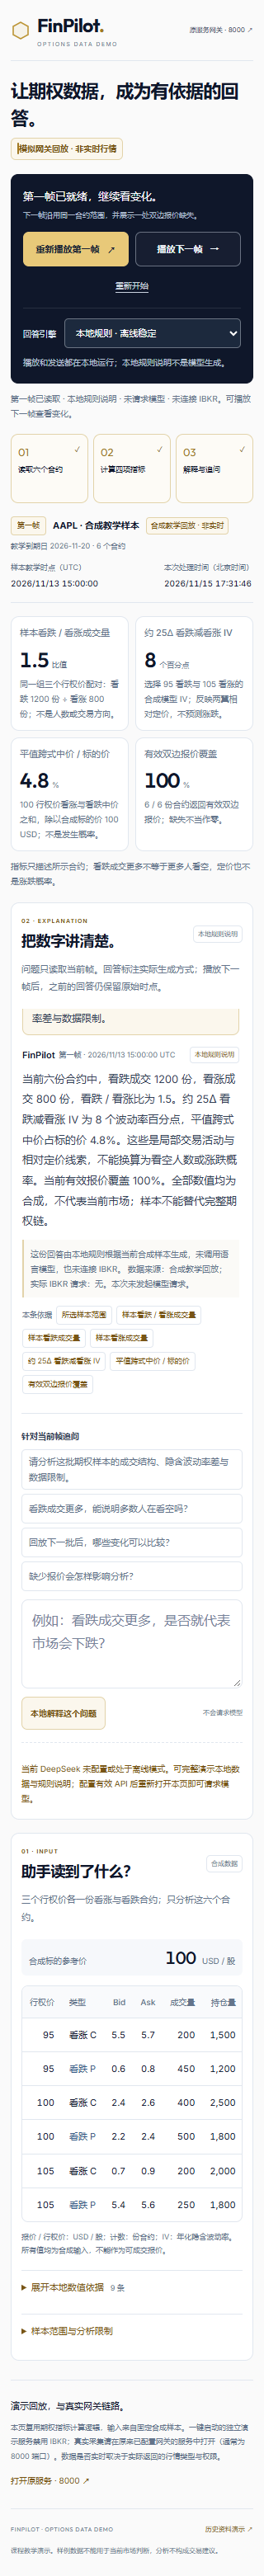 FinPilot.
OPTIONS DATA DEMO
原服务网关 · 8000 ↗
让期权数据，成为有依据的回
答。
模拟网关回放 · 非实时行情
第一帧已就绪，继续看变化。
下一帧沿用同一合约范围，并展示一处双边报价缺失。
重新播放第一帧 ↗
播放下一帧 →
重新开始
回答引擎
本地规则 · 离线稳定
播放和发送都在本地运行；本地规则说明不是模型生成。
第一帧已读取 · 本地规则说明 · 未请求模型 · 未连接 IBKR。可播放
下一帧查看变化。
01 ✓
读取六个合约
02 ✓
计算四项指标
03 ✓
解释与追问
第一帧
AAPL · 合成教学样本
合成教学回放 · 非实时
教学到期日 2026-11-20 · 6 个合约
样本教学时点（UTC）
2026/11/13 15:00:00
本次处理时间（北京时间）
2026/11/15 17:31:46
样本看跌 / 看涨成交量
1.5 比值
同一组三个行权价配对：看
跌 1200 份 ÷ 看涨 800
份；不是人数或交易方向。
约 25Δ 看跌减看涨 IV
8 个百分点
选择 95 看跌与 105 看涨的
合成模型 IV；反映两翼相
对定价，不预测涨跌。
平值跨式中价 / 标的价
4.8 %
100 行权价看涨与看跌中价
之和，除以合成标的价 100
USD；不是发生概率。
有效双边报价覆盖
100 %
6 / 6 份合约返回有效双边
报价；缺失不当作零。
指标只描述所示合约；看跌成交更多不等于更多人看空，定价也不
是涨跌概率。
02 · EXPLANATION
把数字讲清楚。
本地规则说明
问题只读取当前帧。回答标注实际生成方式；播放下一
帧后，之前的回答仍保留原始时点。
率差与数据限制。
FinPilot 第一帧 · 2026/11/13 15:00:00 UTC
本地规则说明
当前六份合约中，看跌成交 1200 份，看涨成
交 800 份，看跌 / 看涨比为 1.5。约 25Δ 看
跌减看涨 IV 为 8 个波动率百分点，平值跨式
中价占标的价 4.8%。这些是局部交易活动与
相对定价线索，不能换算为看空人数或涨跌概
率。当前有效报价覆盖 100%。全部数值均为
合成，不代表当前市场；样本不能替代完整期
权链。
这份回答由本地规则根据当前合成样本生成，未调用语
言模型，也未连接 IBKR。 数据来源：合成教学回放；
实际 IBKR 请求：无。本次未发起模型请求。
本条依据
所选样本范围
样本看跌 / 看涨成交量
样本看跌成交量
样本看涨成交量
约 25Δ 看跌减看涨 IV
平值跨式中价 / 标的价
有效双边报价覆盖
针对当前帧追问
请分析这批期权样本的成交结构、隐含波动率差与
数据限制。
看跌成交更多，能说明多数人在看空吗？
回放下一批后，哪些变化可以比较？
缺少报价会怎样影响分析？
例如：看跌成交更多，是否就代表
市场会下跌？
本地解释这个问题
不会请求模型
当前 DeepSeek 未配置或处于离线模式。可完整演示本地数
据与规则说明；配置有效 API 后重新打开本页即可请求模
型。
01 · INPUT
助手读到了什么？
合成数据
三个行权价各一份看涨与看跌合约；只分析这六个合
约。
合成标的参考价
100 USD / 股
行权价 类型 Bid Ask 成交量 持仓量
95 看涨 C 5.5 5.7 200 1,500
95 看跌 P 0.6 0.8 450 1,200
100 看涨 C 2.4 2.6 400 2,500
100 看跌 P 2.2 2.4 500 1,800
105 看涨 C 0.7 0.9 200 2,000
105 看跌 P 5.4 5.6 250 1,800
报价 / 行权价：USD / 股；计数：份合约；IV：年化隐含波动率。
所有值均为合成输入，不能作为可成交报价。
▶ 展开本地数值依据 9 条
▶ 样本范围与分析限制
演示回放，与真实网关链路。
本页复用期权指标计算逻辑，输入来自固定合成样本。一键启动的独立演
示服务禁用 IBKR；真实采集请在原来已配置网关的服务中打开（通常为
8000 端口）。数据是否实时取决于实际返回的行情类型与权限。
打开原服务 · 8000 ↗
FINPILOT · OPTIONS DATA DEMO
历史资料演示 ↗
课程教学演示。样例数据不能用于当前市场判断，分析不构成交易建议。